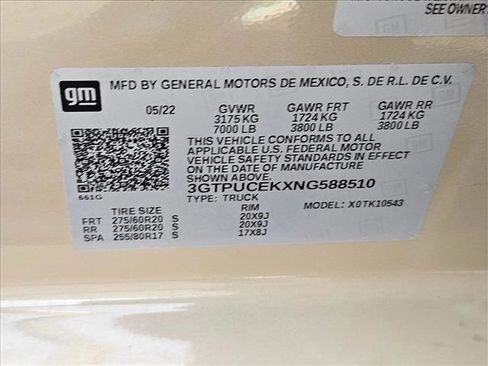 SEE OWNER
gm
MFD BY GENERAL MOTORS DE MEXICO, S. DE R.L. DE C.V.
05/22 GVWR GAWR FRT GAWR RR
3175 KG 1724 KG 1724 KG
7000 LB 3800 LB 3800 LB
THIS VEHICLE CONFORMS TO ALL
APPLICABLE U.S. FEDERAL MOTOR
VEHICLE SAFETY STANDARDS IN EFFECT
ON THE DATE OF MANUFACTURE
3GTPUCEKXNG588510
661G TYPE: TRUCK MODEL: X0TK10543
TIRE SIZE RIM
FRT 275/60R20 S 20X9J
RR 275/60R20 S 20X9J
SPA 255/80R17 S 17X8J